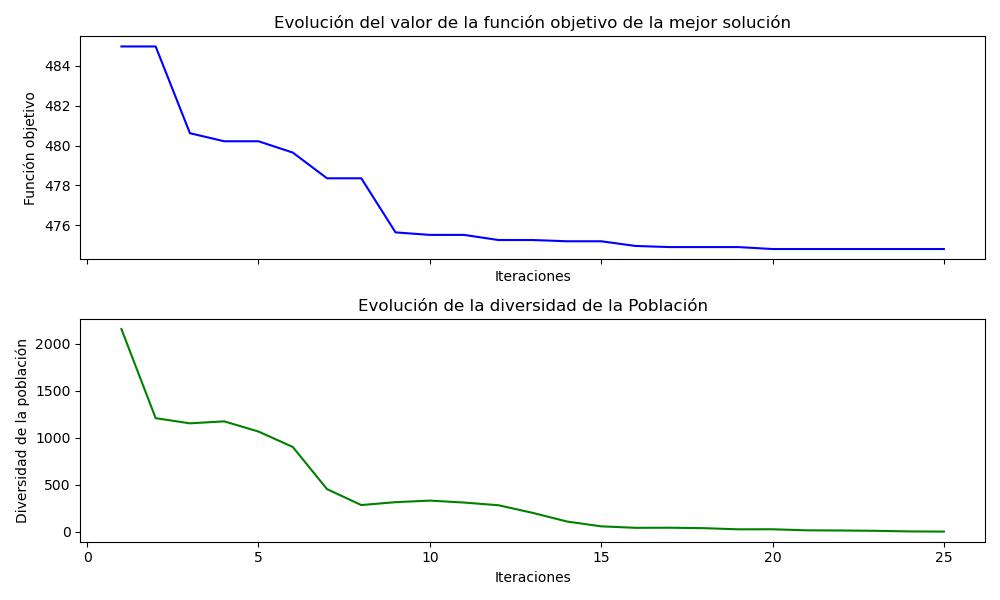 Evolución del valor de la función objetivo de la mejor solución
Función objetivo
484
482
480
478
476
Iteraciones
Evolución de la diversidad de la Población
Diversidad de la población
2000
1500
1000
500
0
0
5
10
15
20
25
Iteraciones